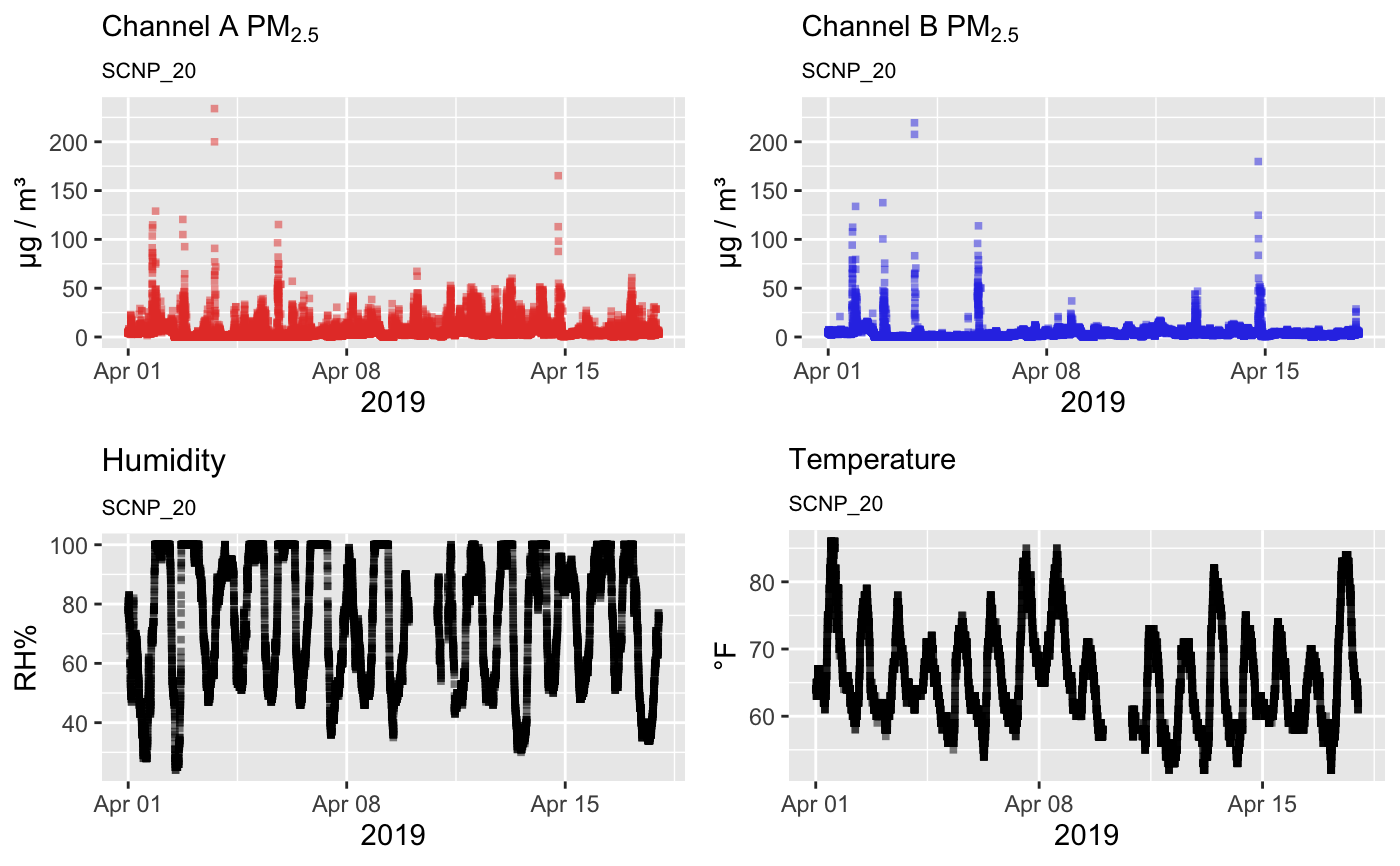 Channel A PM2.5
SCNP_20
µg / m³
200
150
100
50
0
Apr 01 Apr 08 Apr 15
2019
Channel B PM2.5
SCNP_20
µg / m³
200
150
100
50
0
Apr 01 Apr 08 Apr 15
2019
Humidity
SCNP_20
RH%
100
80
60
40
Apr 01 Apr 08 Apr 15
2019
Temperature
SCNP_20
°F
80
70
60
Apr 01 Apr 08 Apr 15
2019